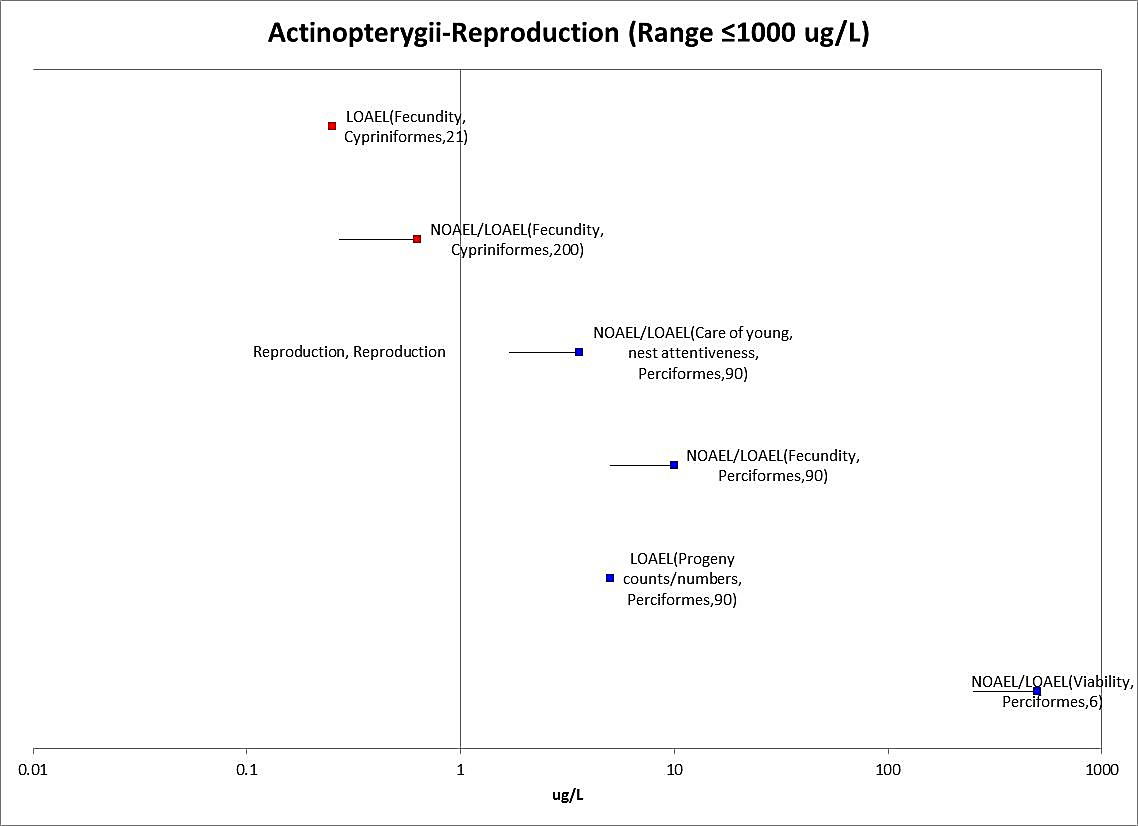 Actinopterygii-Reproduction (Range ≤1000 ug/L)
LOAEL(Fecundity,
Cypriniformes,21)
NOAEL/LOAEL(Fecundity,
Cypriniformes,200)
Reproduction, Reproduction
NOAEL/LOAEL(Care of young,
nest attentiveness,
Perciformes,90)
NOAEL/LOAEL(Fecundity,
Perciformes,90)
LOAEL(Progeny
counts/numbers,
Perciformes,90)
NOAEL/LOAEL(Viability,
Perciformes,6)
0.01 0.1 1 10 100 1000
ug/L